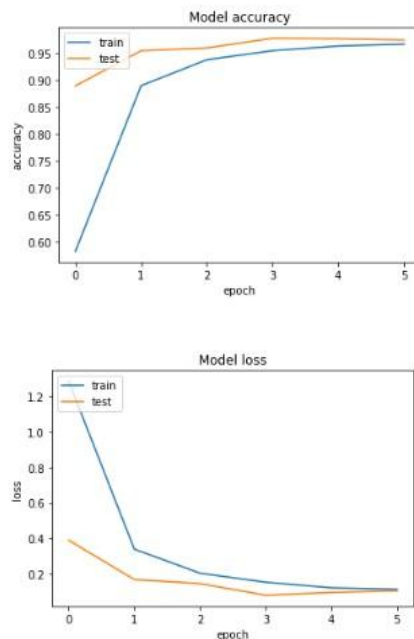 Model accuracy
train
test
0.95
0.90
0.85
0.80
0.75
0.70
0.65
0.60
accuracy
0
1
2
3
4
5
epoch
Model loss
train
test
1.2
1.0
0.8
0.6
0.4
0.2
loss
0
1
2
3
4
5
epoch